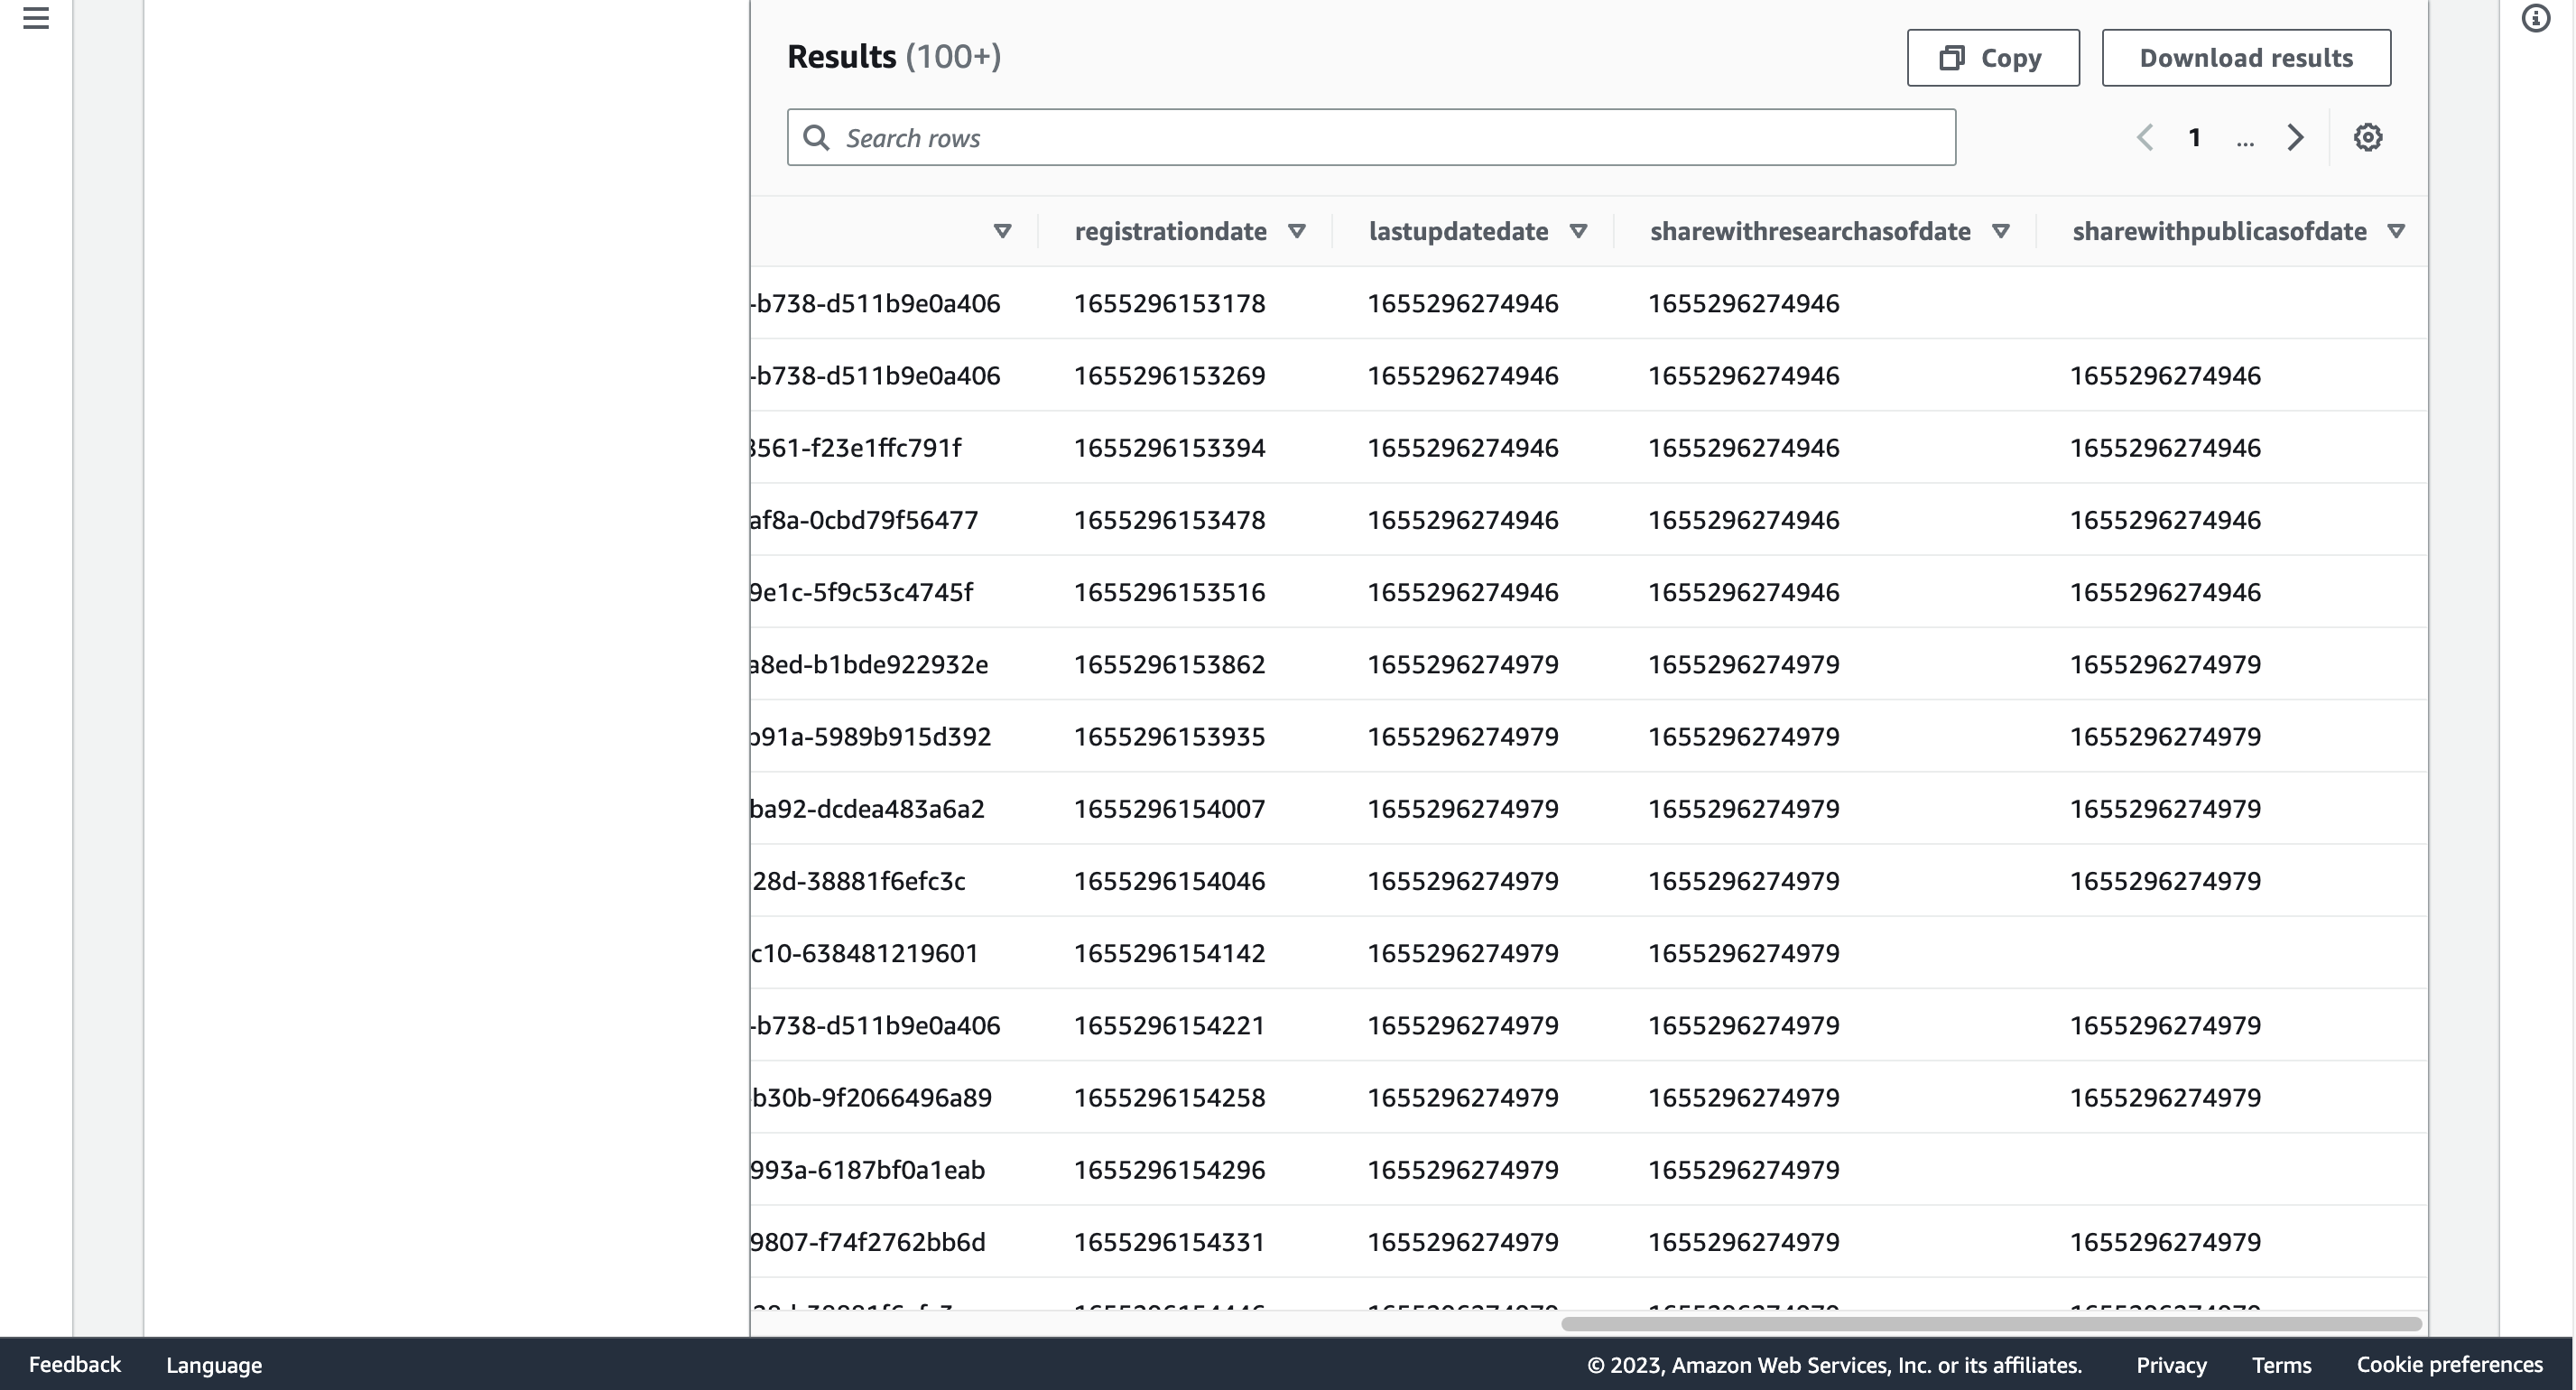 Results (100+)
Copy
Download results
Search rows
1 ...
registrationdate lastupdatedate sharewithresearchasofdate sharewithpublicasofdate
-b738-d511b9e0a406 1655296153178 1655296274946 1655296274946
-b738-d511b9e0a406 1655296153269 1655296274946 1655296274946 1655296274946
3561-f23e1ffc791f 1655296153394 1655296274946 1655296274946 1655296274946
af8a-0cbd79f56477 1655296153478 1655296274946 1655296274946 1655296274946
9e1c-5f9c53c4745f 1655296153516 1655296274946 1655296274946 1655296274946
a8ed-b1bde922932e 1655296153862 1655296274979 1655296274979 1655296274979
b91a-5989b915d392 1655296153935 1655296274979 1655296274979 1655296274979
ba92-dcdea483a6a2 1655296154007 1655296274979 1655296274979 1655296274979
28d-38881f6efc3c 1655296154046 1655296274979 1655296274979 1655296274979
c10-638481219601 1655296154142 1655296274979 1655296274979
-b738-d511b9e0a406 1655296154221 1655296274979 1655296274979 1655296274979
b30b-9f2066496a89 1655296154258 1655296274979 1655296274979 1655296274979
993a-6187bf0a1eab 1655296154296 1655296274979 1655296274979
9807-f74f2762bb6d 1655296154331 1655296274979 1655296274979 1655296274979
Feedback Language © 2023, Amazon Web Services, Inc. or its affiliates. Privacy Terms Cookie preferences